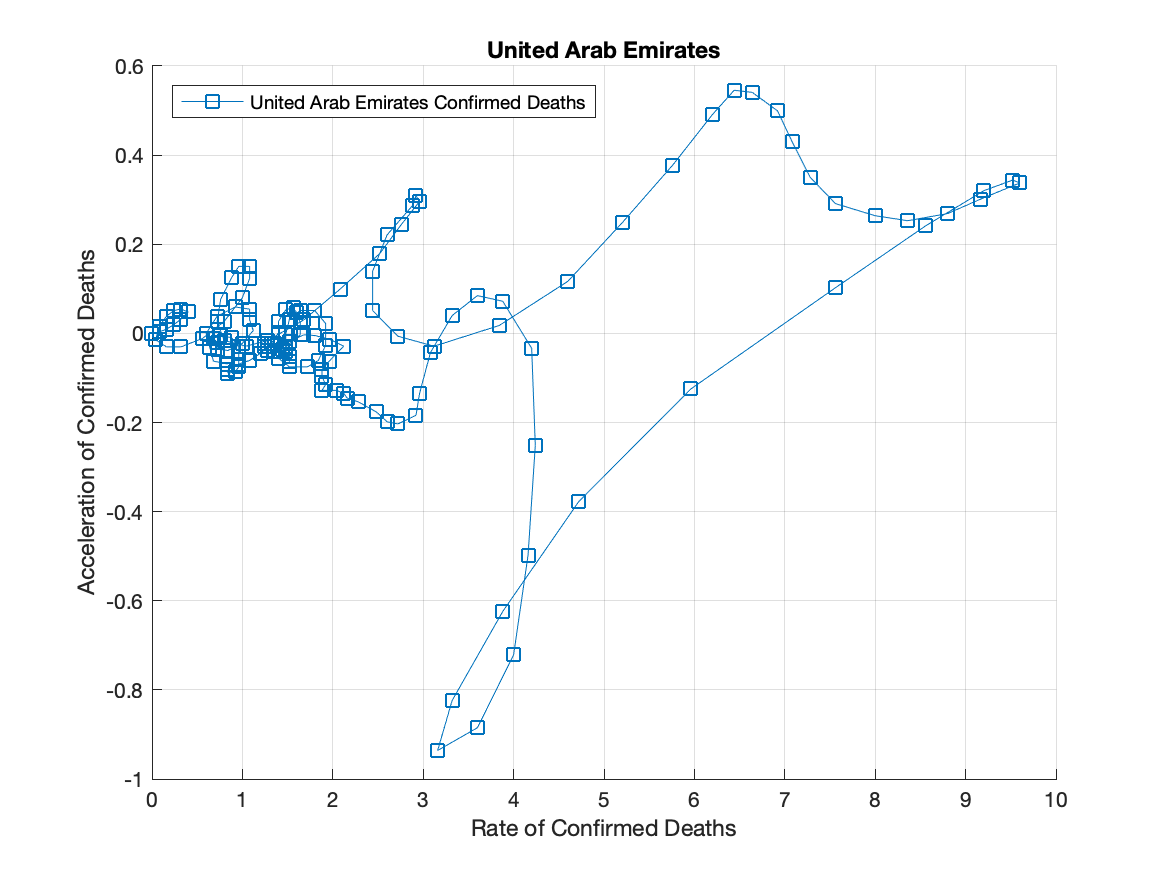 United Arab Emirates
United Arab Emirates Confirmed Deaths
0.6
0.4
0.2
0
-0.2
-0.4
-0.6
-0.8
-1
Acceleration of Confirmed Deaths
0 1 2 3 4 5 6 7 8 9 10
Rate of Confirmed Deaths